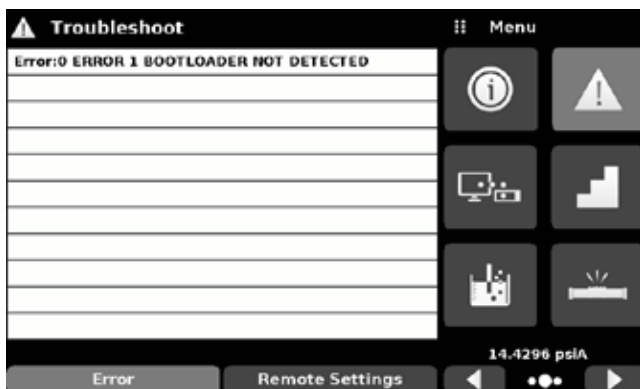 Troubleshoot
Menu
Error:0 ERROR 1 BOOTLOADER NOT DETECTED
14.4296 psiA
Error
Remote Settings